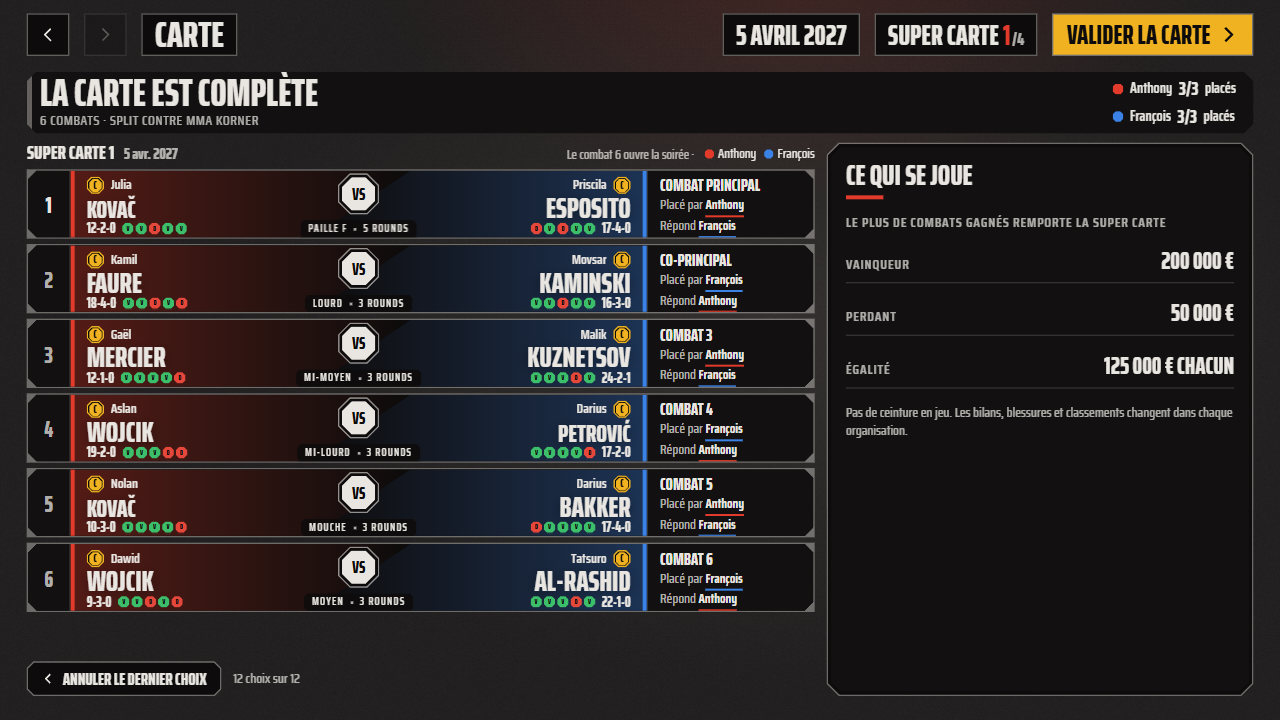 CARTE
5 AVRIL 2027
SUPER CARTE 1/4
VALIDER LA CARTE
LA CARTE EST COMPLÈTE
6 COMBATS · SPLIT CONTRE MMA KORNER
Anthony 3/3 placés
François 3/3 placés
SUPER CARTE 1 5 avr. 2027
Le combat 6 ouvre la soirée · Anthony François
1
C Julia
KOVAČ
12-2-0 V V D V V
VS
PAILLE F • 5 ROUNDS
Priscila C
ESPOSITO
D V D V V 17-4-0
COMBAT PRINCIPAL
Placé par Anthony
Répond François
2
C Kamil
FAURE
18-4-0 V V D V D
VS
LOURD • 3 ROUNDS
Movsar C
KAMINSKI
V V D V V 16-3-0
CO-PRINCIPAL
Placé par François
Répond Anthony
3
C Gaël
MERCIER
12-1-0 V V V V D
VS
MI-MOYEN • 3 ROUNDS
Malik C
KUZNETSOV
V V V D V 24-2-1
COMBAT 3
Placé par Anthony
Répond François
4
C Aslan
WOJCIK
19-2-0 V V V D D
VS
MI-LOURD • 3 ROUNDS
Darius C
PETROVIĆ
V V V V D 17-2-0
COMBAT 4
Placé par François
Répond Anthony
5
C Nolan
KOVAČ
10-3-0 V V V V D
VS
MOUCHE • 3 ROUNDS
Darius C
BAKKER
D V V V V 17-4-0
COMBAT 5
Placé par Anthony
Répond François
6
C Dawid
WOJCIK
9-3-0 V V D V D
VS
MOYEN • 3 ROUNDS
Tatsuro C
AL-RASHID
V V V D V 22-1-0
COMBAT 6
Placé par François
Répond Anthony
ANNULER LE DERNIER CHOIX
12 choix sur 12
CE QUI SE JOUE
LE PLUS DE COMBATS GAGNÉS REMPORTE LA SUPER CARTE
VAINQUEUR 200 000 €
PERDANT 50 000 €
ÉGALITÉ 125 000 € CHACUN
Pas de ceinture en jeu. Les bilans, blessures et classements changent dans chaque
organisation.